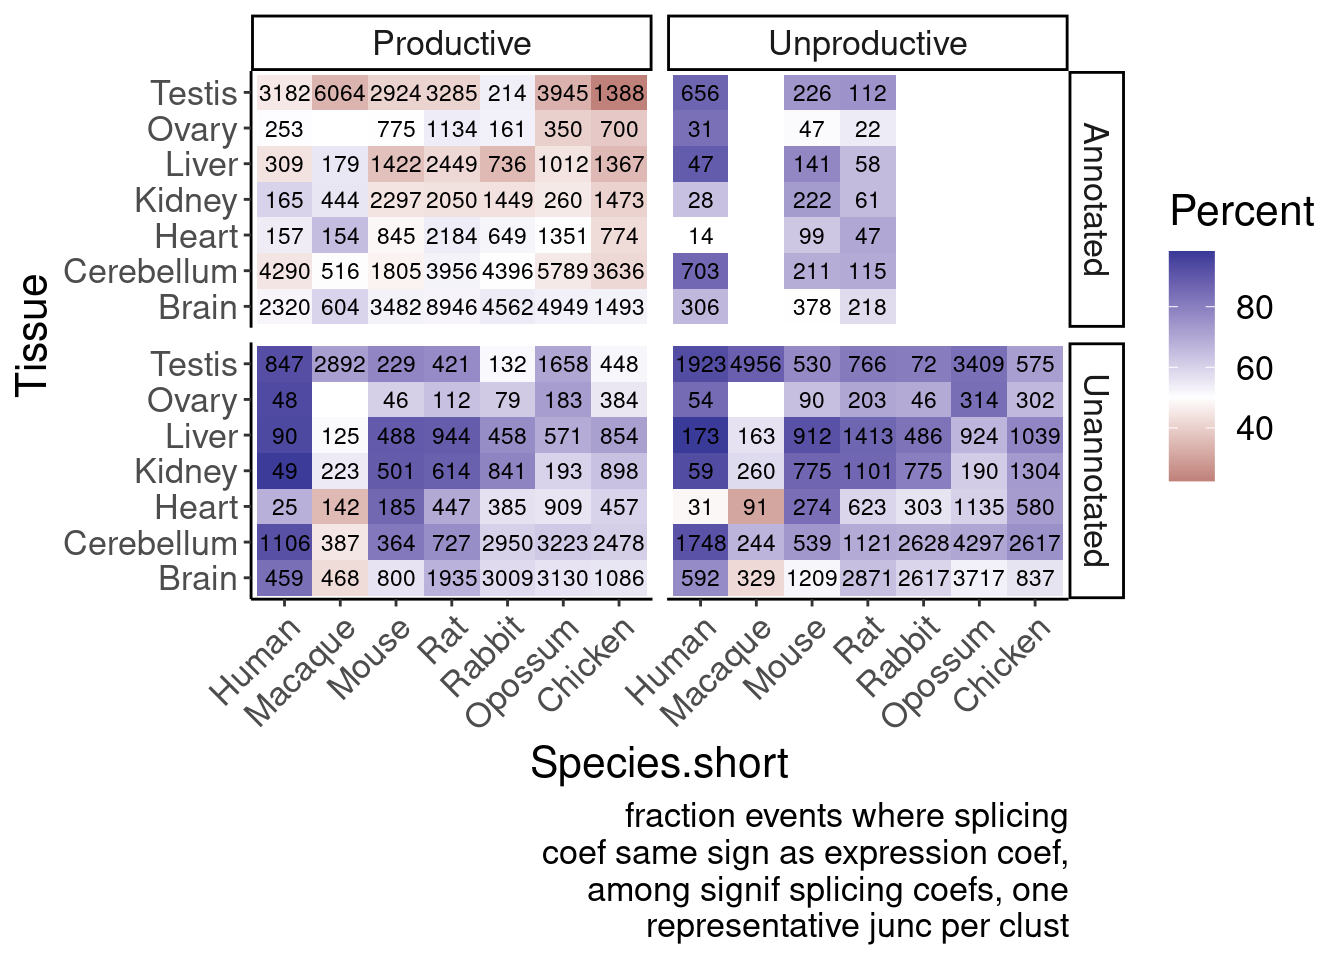 Productive Unproductive
Testis 3182 6064 2924 3285 214 3945 1388 656 226 112
Ovary 253 775 1134 161 350 700 31 47 22
Liver 309 179 1422 2449 736 1012 1367 47 141 58
Kidney 165 444 2297 2050 1449 260 1473 28 222 61
Heart 157 154 845 2184 649 1351 774 14 99 47
Cerebellum 4290 516 1805 3956 4396 5789 3636 703 211 115
Brain 2320 604 3482 8946 4562 4949 1493 306 378 218
Annotated
Testis 847 2892 229 421 132 1658 448 1923 4956 530 766 72 3409 575
Ovary 48 46 112 79 183 384 54 90 203 46 314 302
Liver 90 125 488 944 458 571 854 173 163 912 1413 486 924 1039
Kidney 49 223 501 614 841 193 898 59 260 775 1101 775 190 1304
Heart 25 142 185 447 385 909 457 31 91 274 623 303 1135 580
Cerebellum 1106 387 364 727 2950 3223 2478 1748 244 539 1121 2628 4297 2617
Brain 459 468 800 1935 3009 3130 1086 592 329 1209 2871 2617 3717 837
Unannotated
Tissue
Human Macaque Mouse Rat Rabbit Opossum Chicken Human Macaque Mouse Rat Rabbit Opossum Chicken
Species.short
Percent
80
60
40
fraction events where splicing
coef same sign as expression coef,
among signif splicing coefs, one
representative junc per clust